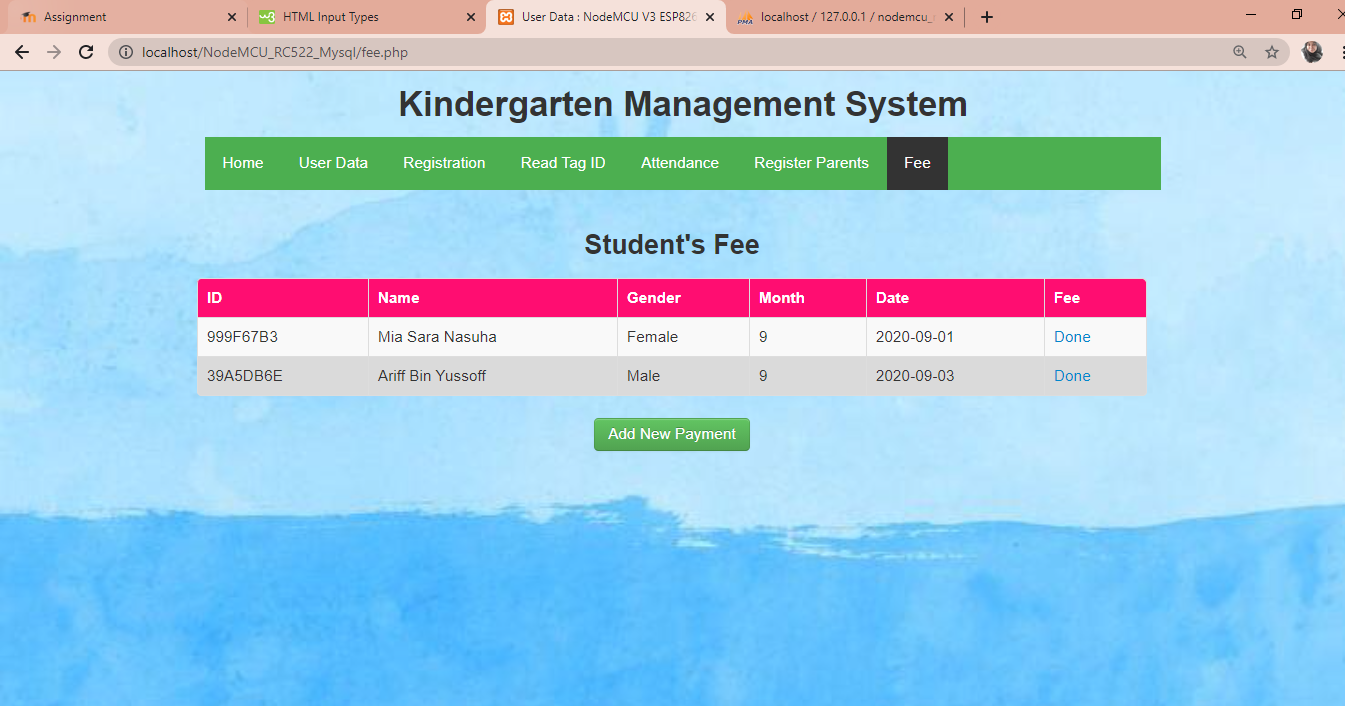 Assignment HTML Input Types User Data : NodeMCU V3 ESP826 localhost / 127.0.0.1 / nodemcu_
localhost/NodeMCU_RC522_Mysql/fee.php
Kindergarten Management System
Home User Data Registration Read Tag ID Attendance Register Parents Fee
Student's Fee
ID Name Gender Month Date Fee
999F67B3 Mia Sara Nasuha Female 9 2020-09-01 Done
39A5DB6E Ariff Bin Yussoff Male 9 2020-09-03 Done
Add New Payment